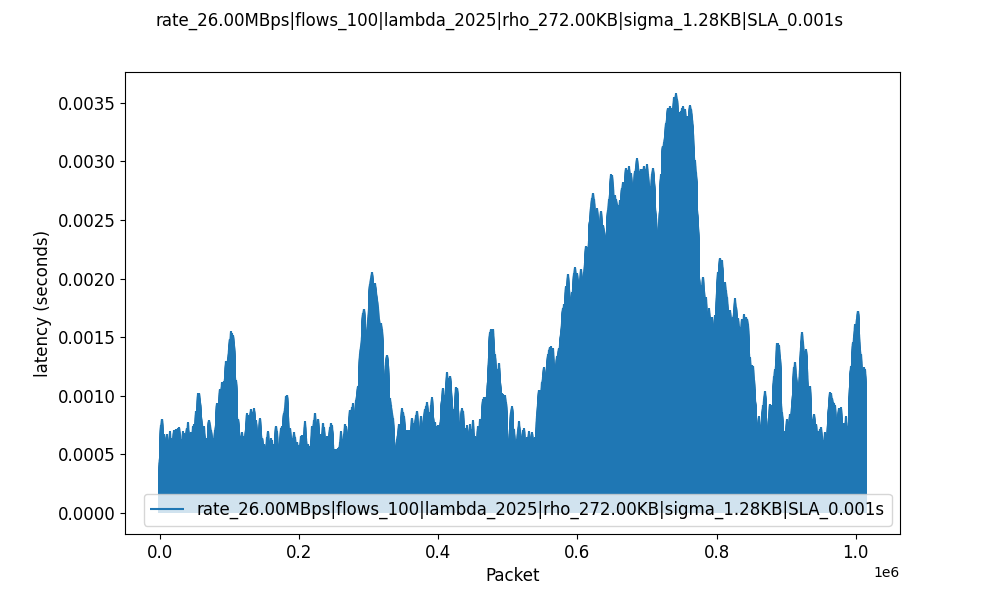 rate_26.00MBps|flows_100|lambda_2025|rho_272.00KB|sigma_1.28KB|SLA_0.001s
0.0035
0.0030
0.0025
0.0020
0.0015
0.0010
0.0005
0.0000
latency (seconds)
rate_26.00MBps|flows_100|lambda_2025|rho_272.00KB|sigma_1.28KB|SLA_0.001s
0.0 0.2 0.4 0.6 0.8 1.0
1e6
Packet